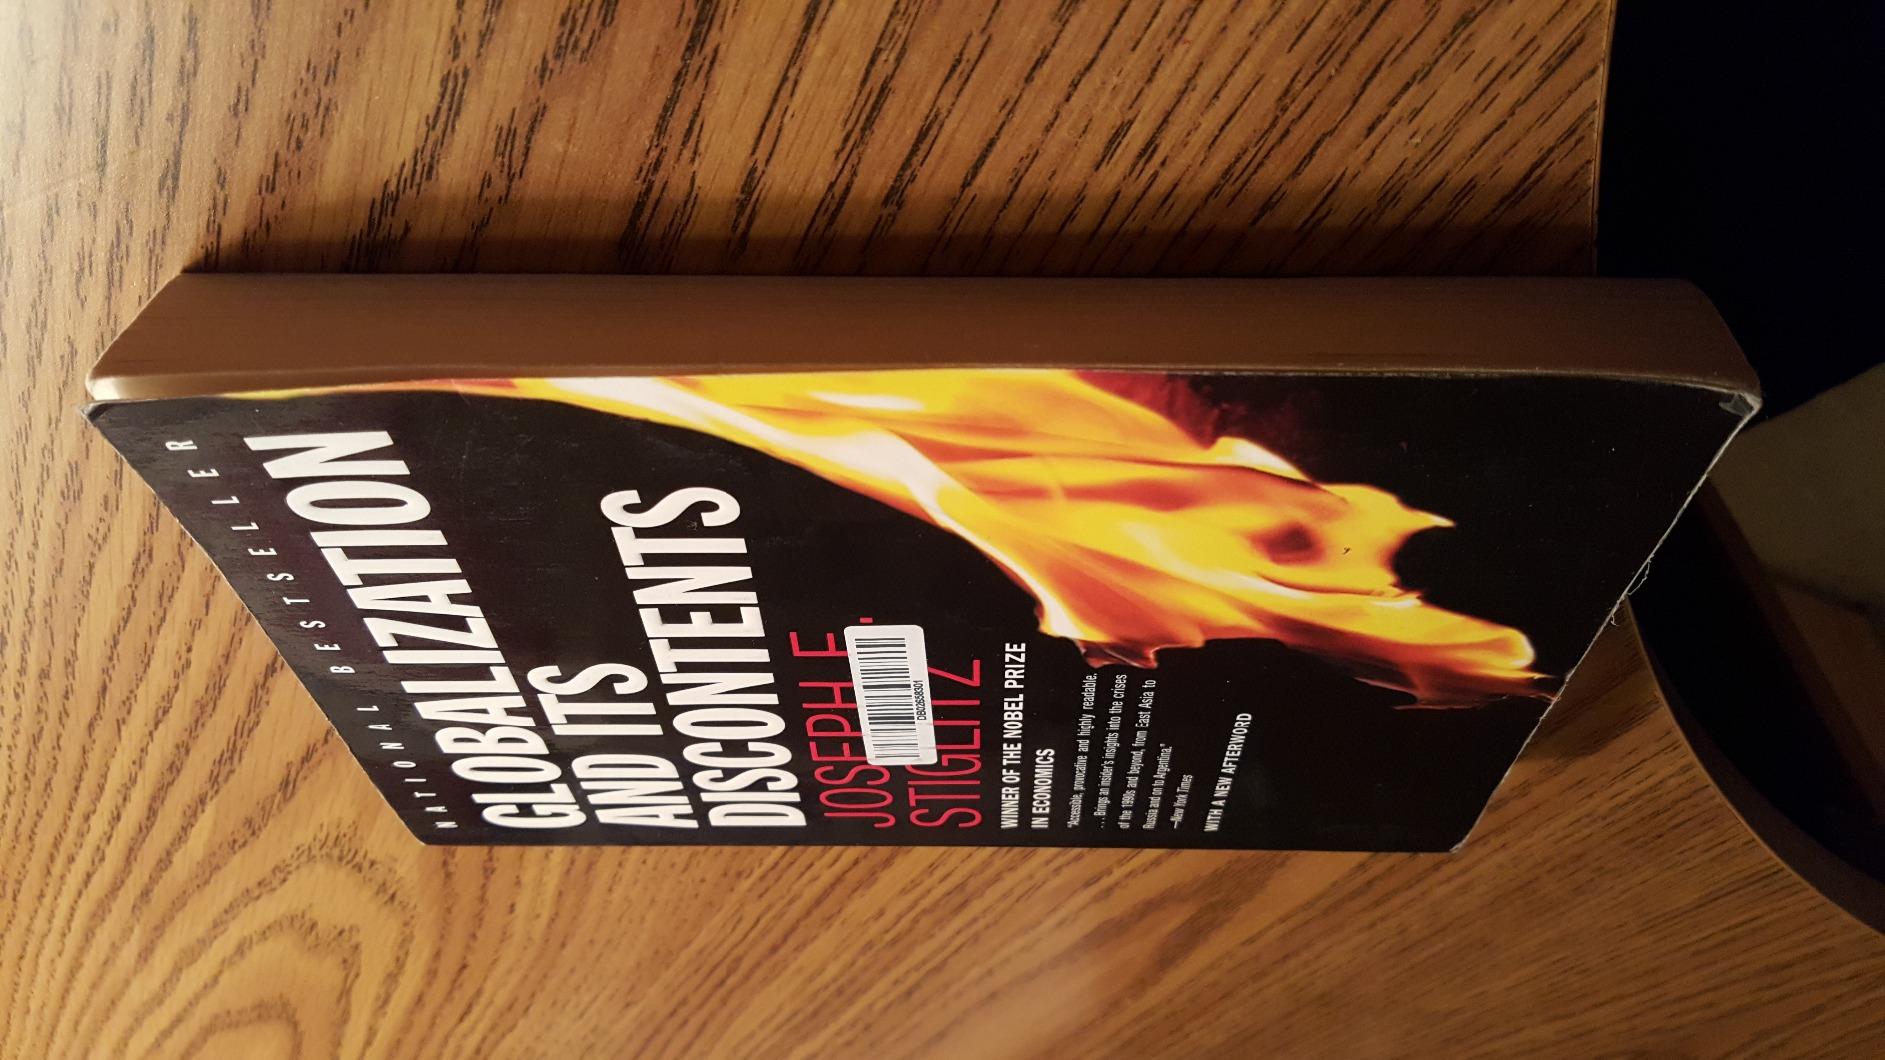 NATIONAL BESTSELLER
GLOBALIZATION
AND ITS
DISCONTENTS
JOSEPH E.
STIGLITZ
DB02658301
WINNER OF THE NOBEL PRIZE
IN ECONOMICS
"Accessible, provocative and highly readable.
. . . Brings an insider's insights into the crises
of the 1990s and beyond, from East Asia to
Russia and on to Argentina."
—New York Times
WITH A NEW AFTERWORD